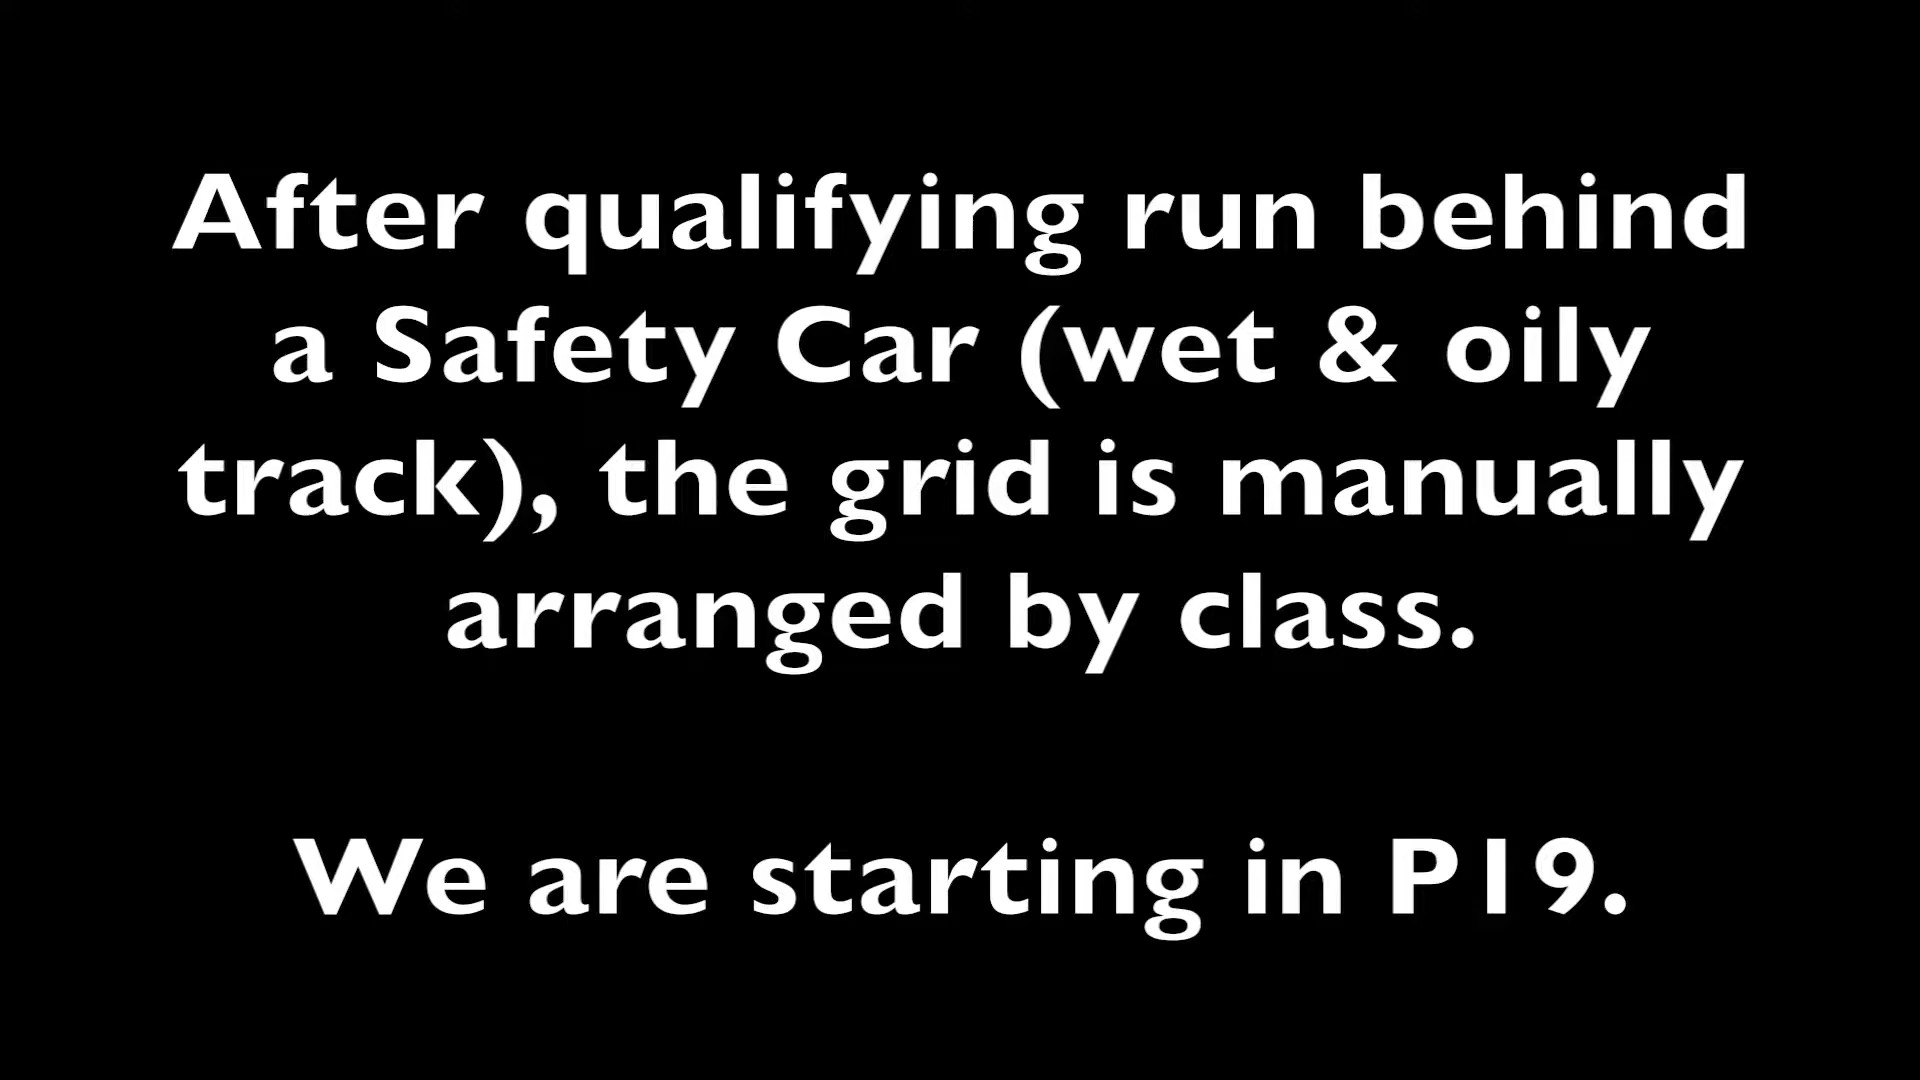 After qualifying run behind
a Safety Car (wet & oily
track), the grid is manually
arranged by class.
We are starting in P19.